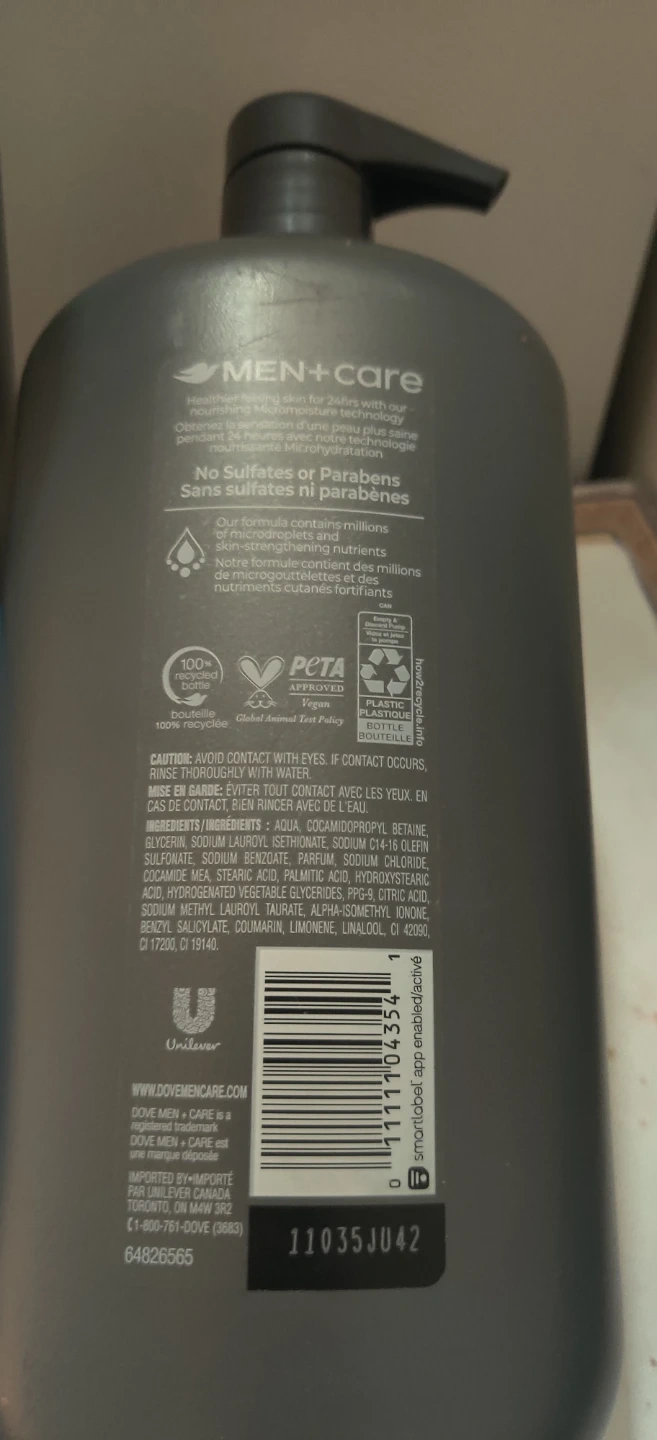 MEN+care
Healthier feeling skin for 24hrs with our
nourishing Micromoisture technology
Obtenez la sensation d'une peau plus saine
pendant 24 heures avec notre technologie
nourrissante Microhydratation
No Sulfates or Parabens
Sans sulfates ni parabènes
Our formula contains millions
of microdroplets and
skin-strengthening nutrients
Notre formule contient des millions
de microgouttelettes et des
nutriments cutanés fortifiants
100%
recycled
bottle
bouteille
100% recyclée
PETA
APPROVED
Vegan
Global Animal Test Policy
CAN
Empty &
Discard Pump
Videz et jetez
la pompe
PLASTIC
PLASTIQUE
BOTTLE
BOUTEILLE
how2recycle.info
CAUTION: AVOID CONTACT WITH EYES. IF CONTACT OCCURS,
RINSE THOROUGHLY WITH WATER.
MISE EN GARDE: ÉVITER TOUT CONTACT AVEC LES YEUX. EN
CAS DE CONTACT, BIEN RINCER AVEC DE L'EAU.
INGREDIENTS/INGRÉDIENTS : AQUA, COCAMIDOPROPYL BETAINE,
GLYCERIN, SODIUM LAUROYL ISETHIONATE, SODIUM C14-16 OLEFIN
SULFONATE, SODIUM BENZOATE, PARFUM, SODIUM CHLORIDE,
COCAMIDE MEA, STEARIC ACID, PALMITIC ACID, HYDROXYSTEARIC
ACID, HYDROGENATED VEGETABLE GLYCERIDES, PPG-9, CITRIC ACID,
SODIUM METHYL LAUROYL TAURATE, ALPHA-ISOMETHYL IONONE,
BENZYL SALICYLATE, COUMARIN, LIMONENE, LINALOOL, CI 42090,
CI 17200, CI 19140.
Unilever
WWW.DOVEMENCARE.COM
DOVE MEN + CARE is a
registered trademark
DOVE MEN + CARE est
une marque déposée
IMPORTED BY•IMPORTÉ
PAR UNILEVER CANADA
TORONTO, ON M4W 3R2
1-800-761-DOVE (3683)
64826565
0 11111 04354 1
smartlabel app enabled/activé
11035JU42